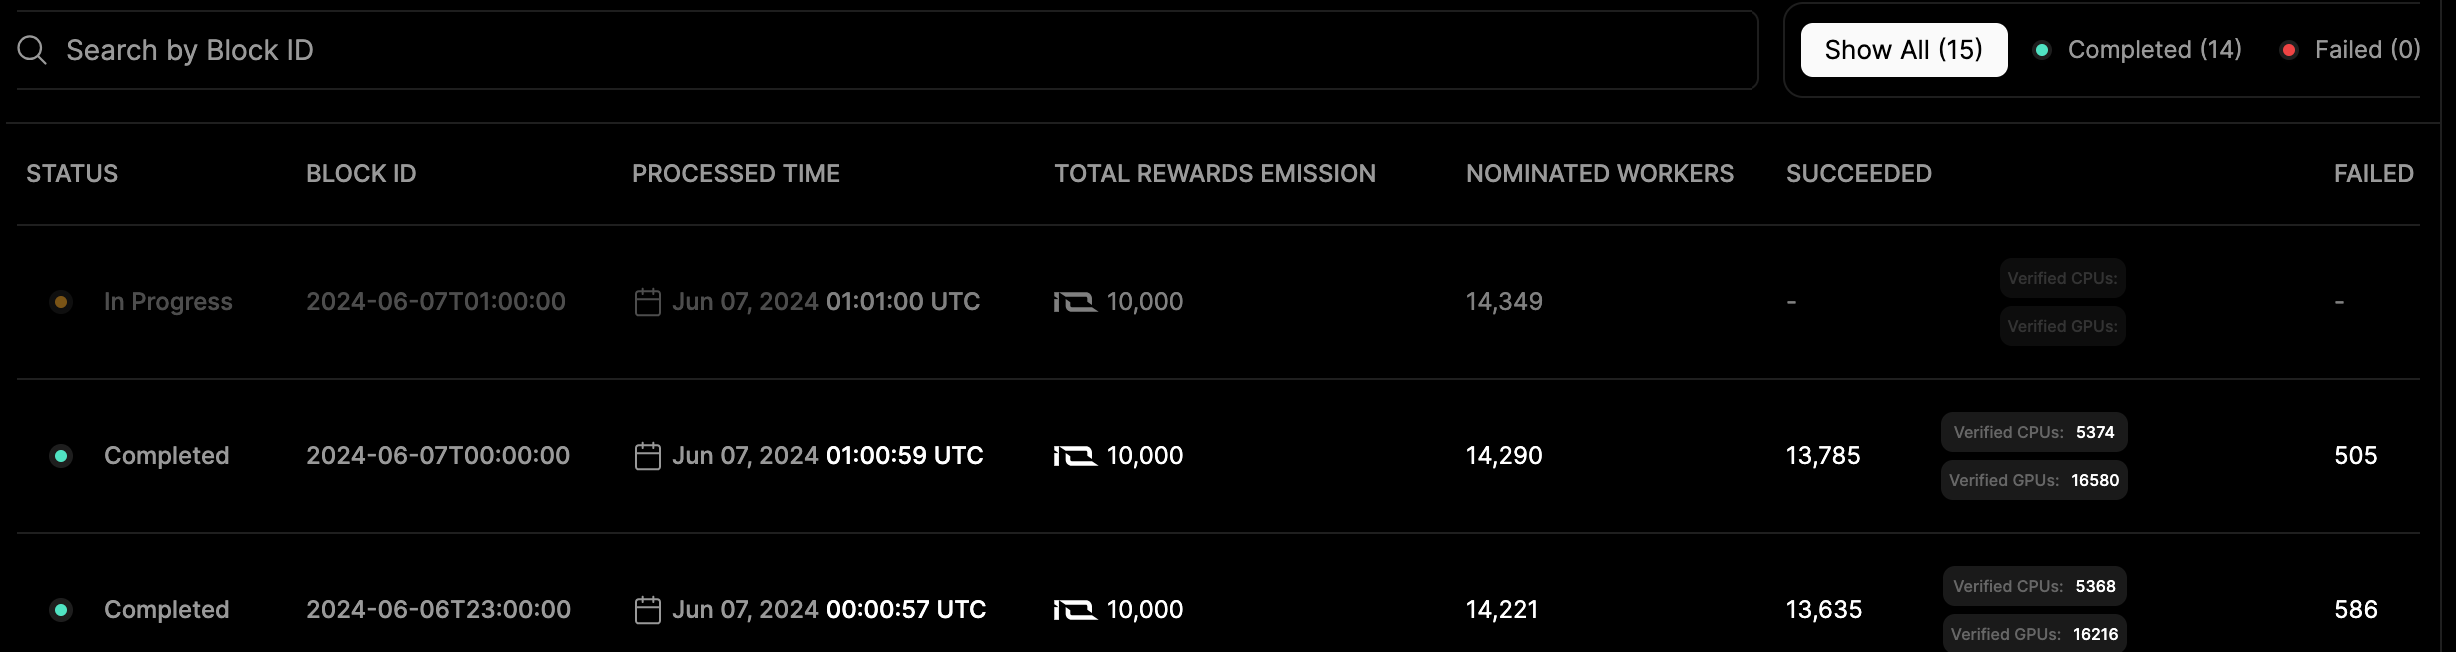 Search by Block ID
Show All (15) Completed (14) Failed (0)
STATUS BLOCK ID PROCESSED TIME TOTAL REWARDS EMISSION NOMINATED WORKERS SUCCEEDED FAILED
Verified CPUs:
In Progress 2024-06-07T01:00:00 Jun 07, 2024 01:01:00 UTC 10,000 14,349 - -
Verified GPUs:
Verified CPUs: 5374
Completed 2024-06-07T00:00:00 Jun 07, 2024 01:00:59 UTC 10,000 14,290 13,785 505
Verified GPUs: 16580
Verified CPUs: 5368
Completed 2024-06-06T23:00:00 Jun 07, 2024 00:00:57 UTC 10,000 14,221 13,635 586
Verified GPUs: 16216